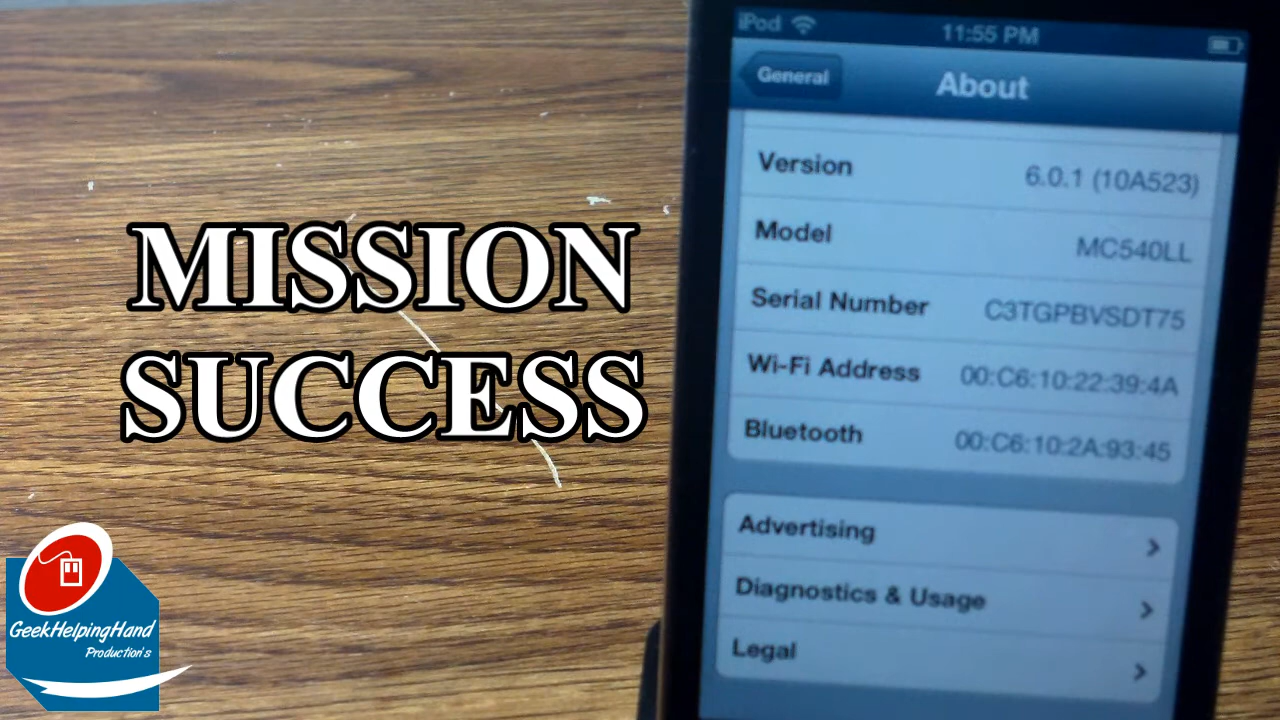 MISSION
SUCCESS
GeekHelpingHand
Production's
iPod 11:55 PM
General About
Version 6.0.1 (10A523)
Model MC540LL
Serial Number C3TGPBVSDT75
Wi-Fi Address 00:C6:10:22:39:4A
Bluetooth 00:C6:10:2A:93:45
Advertising
Diagnostics & Usage
Legal